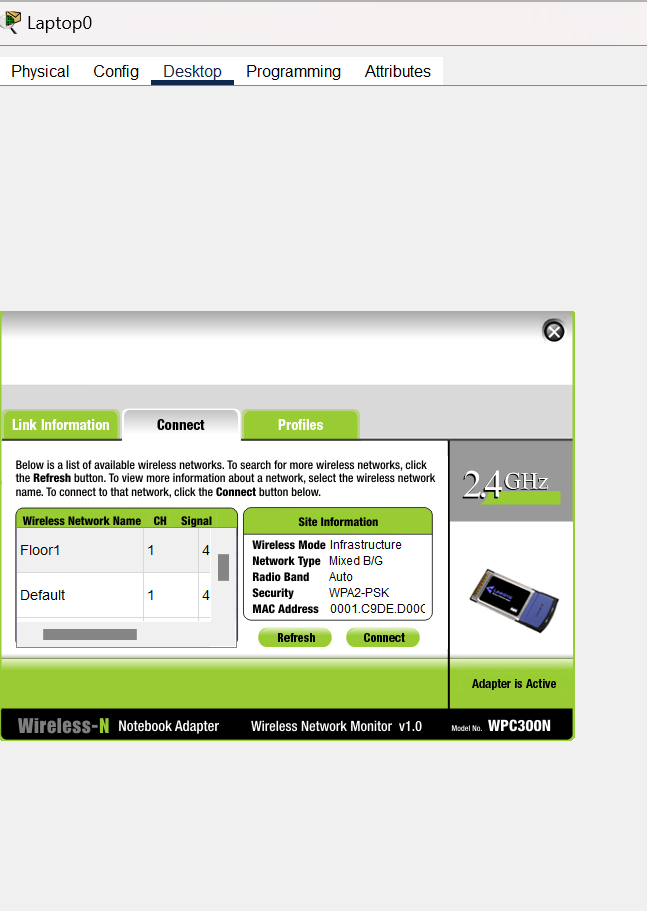 Laptop0
Physical Config Desktop Programming Attributes
Link Information Connect Profiles
Below is a list of available wireless networks. To search for more wireless networks, click
the Refresh button. To view more information about a network, select the wireless network
name. To connect to that network, click the Connect button below.
2.4GHz
Wireless Network Name CH Signal
Floor1 1 4
Default 1 4
Site Information
Wireless Mode Infrastructure
Network Type Mixed B/G
Radio Band Auto
Security WPA2-PSK
MAC Address 0001.C9DE.D00
Refresh Connect
Adapter is Active
Wireless-N Notebook Adapter Wireless Network Monitor v1.0 Model No. WPC300N